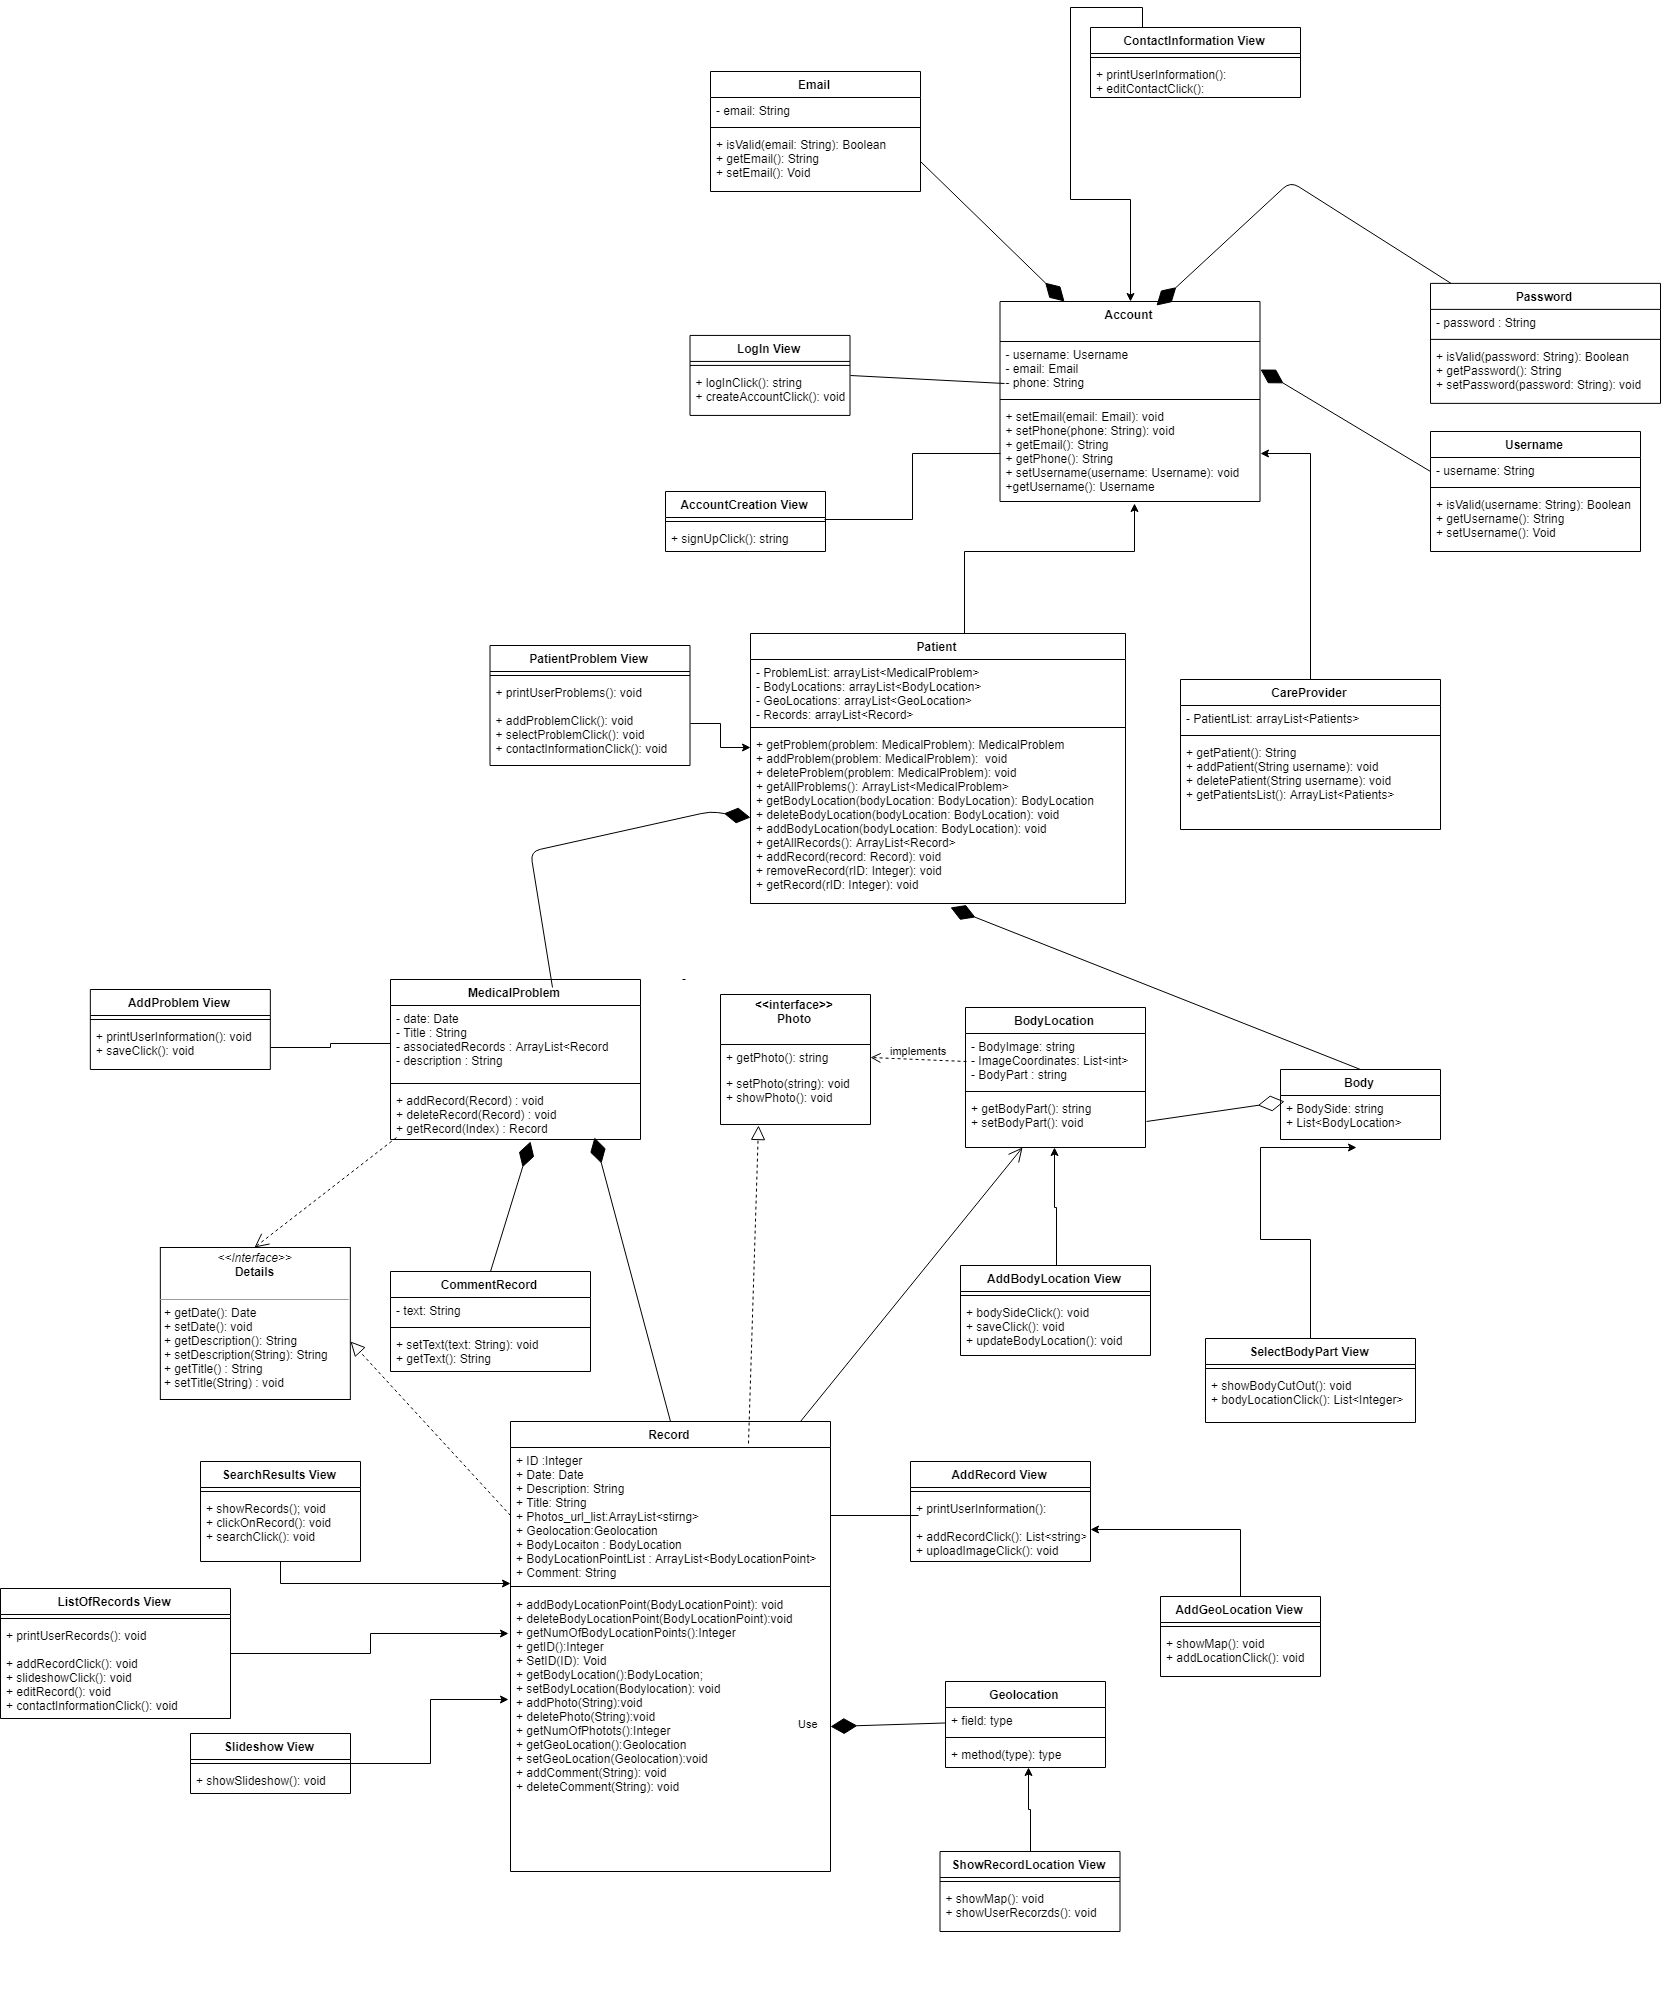 ContactInformation View
+ printUserInformation():
+ editContactClick():
Email
- email: String
+ isValid(email: String): Boolean
+ getEmail(): String
+ setEmail(): Void
Password
- password : String
+ isValid(password: String): Boolean
+ getPassword(): String
+ setPassword(password: String): void
Account
- username: Username
- email: Email
- phone: String
+ setEmail(email: Email): void
+ setPhone(phone: String): void
+ getEmail(): String
+ getPhone(): String
+ setUsername(username: Username): void
+getUsername(): Username
LogIn View
+ logInClick(): string
+ createAccountClick(): void
Username
- username: String
+ isValid(username: String): Boolean
+ getUsername(): String
+ setUsername(): Void
AccountCreation View
+ signUpClick(): string
Patient
- ProblemList: arrayList<MedicalProblem>
- BodyLocations: arrayList<BodyLocation>
- GeoLocations: arrayList<GeoLocation>
- Records: arrayList<Record>
+ getProblem(problem: MedicalProblem): MedicalProblem
+ addProblem(problem: MedicalProblem): void
+ deleteProblem(problem: MedicalProblem): void
+ getAllProblems(): ArrayList<MedicalProblem>
+ getBodyLocation(bodyLocation: BodyLocation): BodyLocation
+ deleteBodyLocation(bodyLocation: BodyLocation): void
+ addBodyLocation(bodyLocation: BodyLocation): void
+ getAllRecords(): ArrayList<Record>
+ addRecord(record: Record): void
+ removeRecord(rID: Integer): void
+ getRecord(rID: Integer): void
PatientProblem View
+ printUserProblems(): void
+ addProblemClick(): void
+ selectProblemClick(): void
+ contactInformationClick(): void
CareProvider
- PatientList: arrayList<Patients>
+ getPatient(): String
+ addPatient(String username): void
+ deletePatient(String username): void
+ getPatientsList(): ArrayList<Patients>
AddProblem View
+ printUserInformation(): void
+ saveClick(): void
MedicalProblem
- date: Date
- Title : String
- associatedRecords : ArrayList<Record
- description : String
+ addRecord(Record) : void
+ deleteRecord(Record) : void
+ getRecord(Index) : Record
-
<<interface>>
Photo
+ getPhoto(): string
+ setPhoto(string): void
+ showPhoto(): void
implements
BodyLocation
- BodyImage: string
- ImageCoordinates: List<int>
- BodyPart : string
+ getBodyPart(): string
+ setBodyPart(): void
Body
+ BodySide: string
+ List<BodyLocation>
<<Interface>>
Details
+ getDate(): Date
+ setDate(): void
+ getDescription(): String
+ setDescription(String): String
+ getTitle() : String
+ setTitle(String) : void
CommentRecord
- text: String
+ setText(text: String): void
+ getText(): String
AddBodyLocation View
+ bodySideClick(): void
+ saveClick(): void
+ updateBodyLocation(): void
SelectBodyPart View
+ showBodyCutOut(): void
+ bodyLocationClick(): List<Integer>
Record
+ ID :Integer
+ Date: Date
+ Description: String
+ Title: String
+ Photos_url_list:ArrayList<stirng>
+ Geolocation:Geolocation
+ BodyLocaiton : BodyLocation
+ BodyLocationPointList : ArrayList<BodyLocationPoint>
+ Comment: String
+ addBodyLocationPoint(BodyLocationPoint): void
+ deleteBodyLocationPoint(BodyLocationPoint):void
+ getNumOfBodyLocationPoints():Integer
+ getID():Integer
+ SetID(ID): Void
+ getBodyLocation():BodyLocation;
+ setBodyLocation(Bodylocation): void
+ addPhoto(String):void
+ deletePhoto(String):void
+ getNumOfPhotots():Integer
+ getGeoLocation():Geolocation
+ setGeoLocation(Geolocation):void
+ addComment(String): void
+ deleteComment(String): void
Use
SearchResults View
+ showRecords(); void
+ clickOnRecord(): void
+ searchClick(): void
AddRecord View
+ printUserInformation():
+ addRecordClick(): List<string>
+ uploadImageClick(): void
ListOfRecords View
+ printUserRecords(): void
+ addRecordClick(): void
+ slideshowClick(): void
+ editRecord(): void
+ contactInformationClick(): void
AddGeoLocation View
+ showMap(): void
+ addLocationClick(): void
Slideshow View
+ showSlideshow(): void
Geolocation
+ field: type
+ method(type): type
ShowRecordLocation View
+ showMap(): void
+ showUserRecorzds(): void